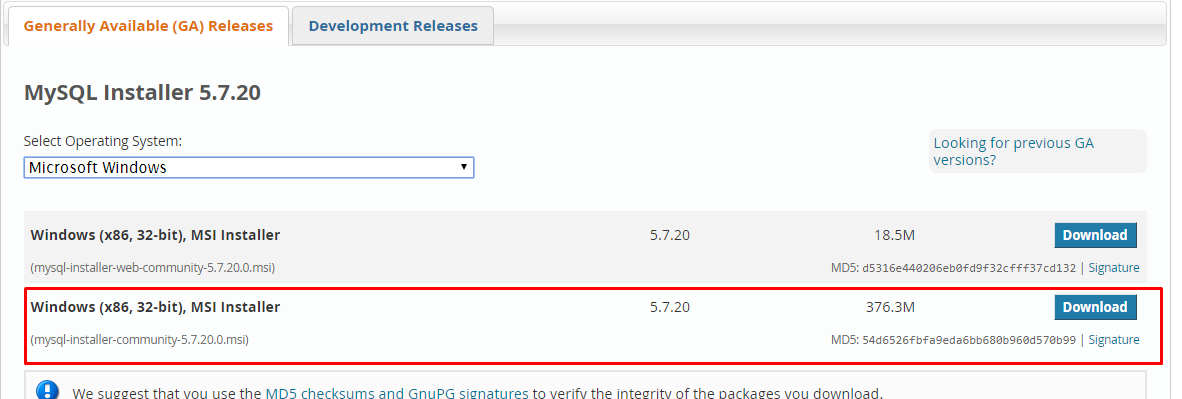 Generally Available (GA) Releases Development Releases
MySQL Installer 5.7.20
Select Operating System:
Looking for previous GA
versions?
Microsoft Windows
Windows (x86, 32-bit), MSI Installer 5.7.20 18.5M Download
(mysql-installer-web-community-5.7.20.0.msi) MD5: d5316e440206eb0fd9f32cfff37cd132 | Signature
Windows (x86, 32-bit), MSI Installer 5.7.20 376.3M Download
(mysql-installer-community-5.7.20.0.msi) MD5: 54d6526fbfa9eda6bb680b960d570b99 | Signature
We suggest that you use the MD5 checksums and GnuPG signatures to verify the integrity of the packages you download.